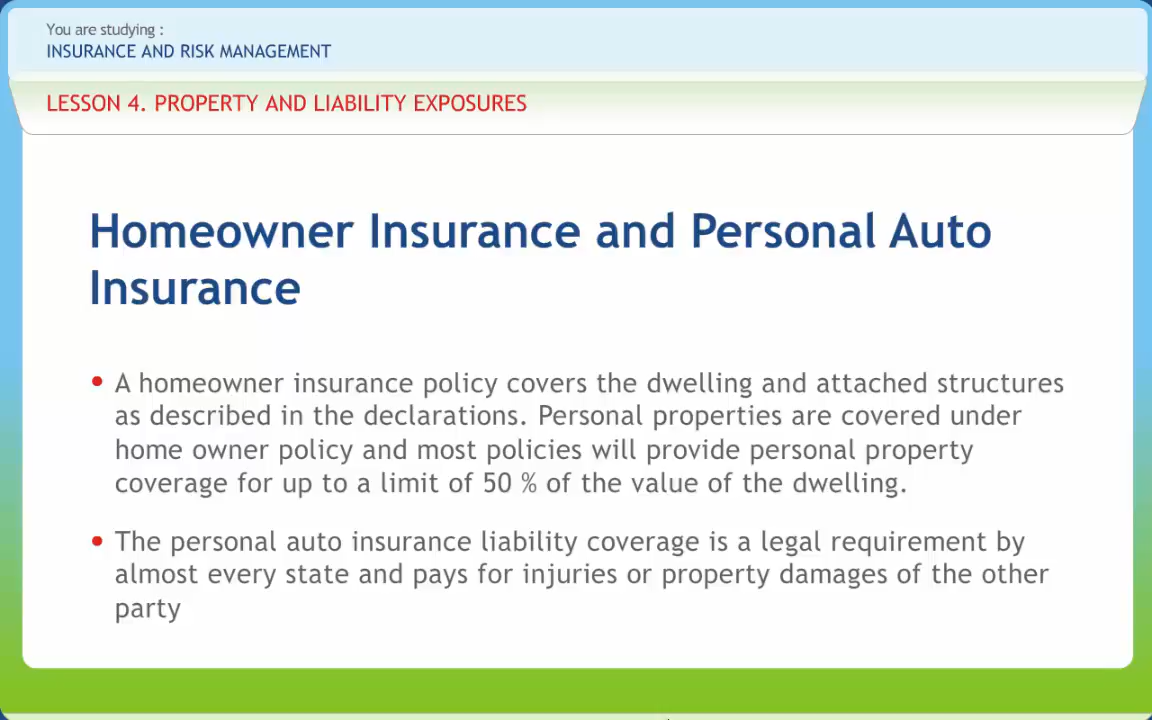 You are studying :
INSURANCE AND RISK MANAGEMENT
LESSON 4. PROPERTY AND LIABILITY EXPOSURES
Homeowner Insurance and Personal Auto
Insurance
• A homeowner insurance policy covers the dwelling and attached structures
as described in the declarations. Personal properties are covered under
home owner policy and most policies will provide personal property
coverage for up to a limit of 50 % of the value of the dwelling.
• The personal auto insurance liability coverage is a legal requirement by
almost every state and pays for injuries or property damages of the other
party